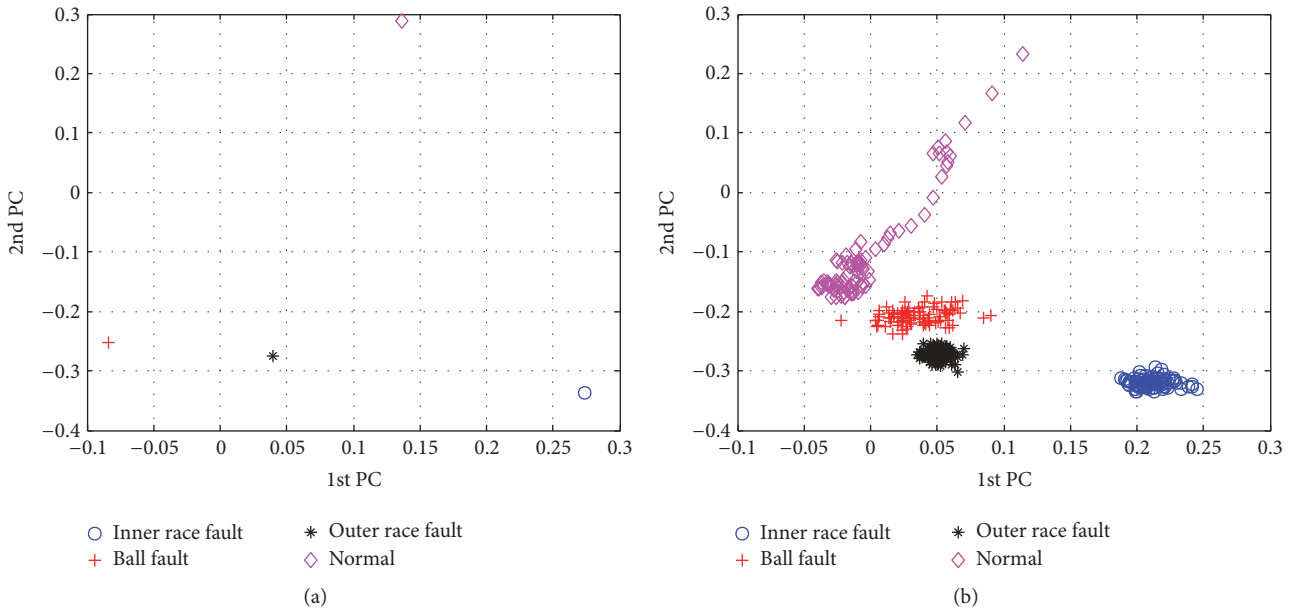 0.3
0.2
0.1
0
−0.1
−0.2
−0.3
−0.4
2nd PC
−0.1
−0.05
0
0.05
0.1
0.15
0.2
0.25
0.3
1st PC
Inner race fault
Ball fault
Outer race fault
Normal
(a)
0.3
0.2
0.1
0
−0.1
−0.2
−0.3
−0.4
2nd PC
−0.1
−0.05
0
0.05
0.1
0.15
0.2
0.25
0.3
1st PC
Inner race fault
Ball fault
Outer race fault
Normal
(b)